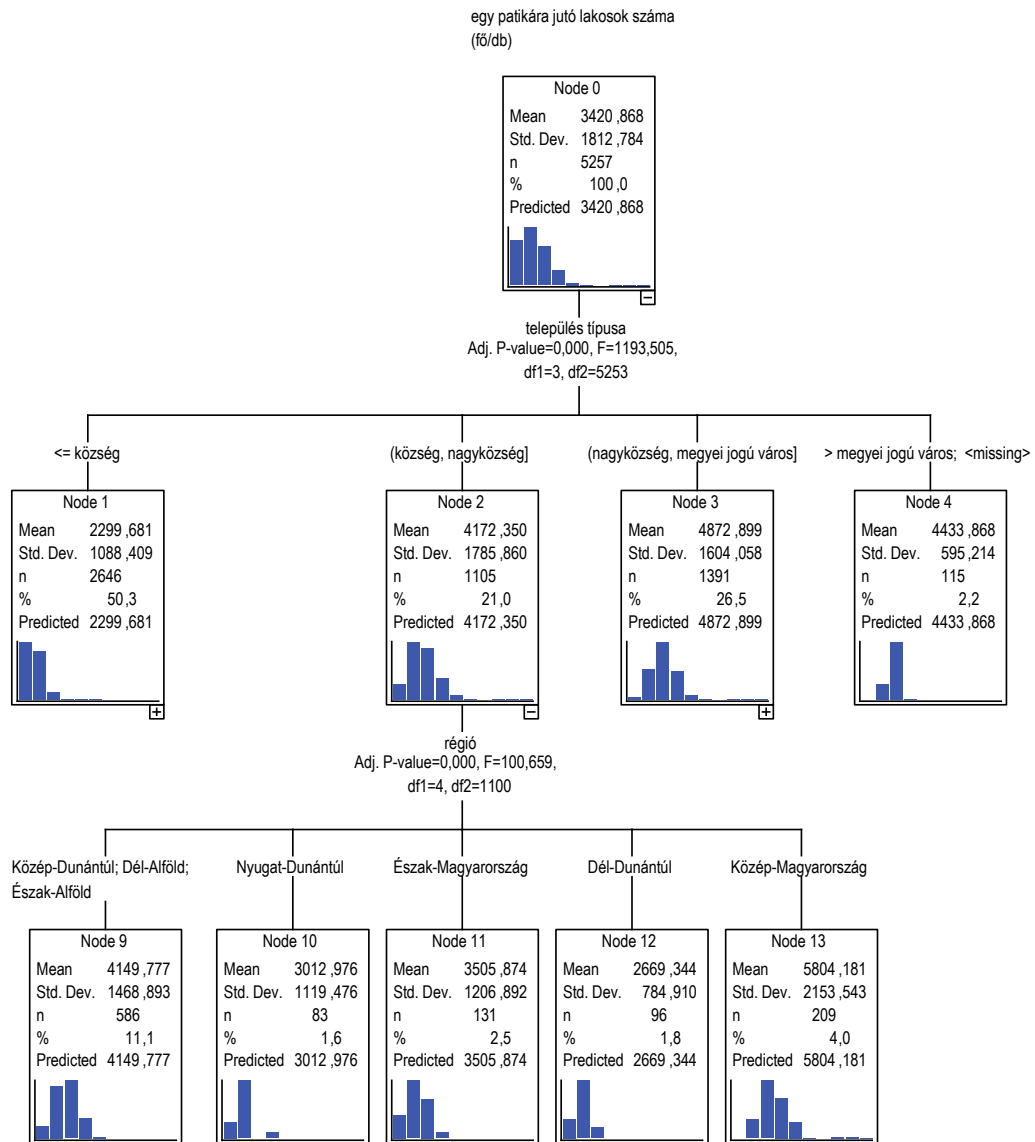 egy patikára jutó lakosok száma
(fő/db)
Node 0
Mean 3420 ,868
Std. Dev. 1812 ,784
n 5257
% 100 ,0
Predicted 3420 ,868
település típusa
Adj. P-value=0,000, F=1193,505,
df1=3, df2=5253
<= község
(község, nagyközség]
(nagyközség, megyei jogú város]
> megyei jogú város; <missing>
Node 1
Mean 2299 ,681
Std. Dev. 1088 ,409
n 2646
% 50 ,3
Predicted 2299 ,681
Node 2
Mean 4172 ,350
Std. Dev. 1785 ,860
n 1105
% 21 ,0
Predicted 4172 ,350
Node 3
Mean 4872 ,899
Std. Dev. 1604 ,058
n 1391
% 26 ,5
Predicted 4872 ,899
Node 4
Mean 4433 ,868
Std. Dev. 595 ,214
n 115
% 2 ,2
Predicted 4433 ,868
régió
Adj. P-value=0,000, F=100,659,
df1=4, df2=1100
Közép-Dunántúl; Dél-Alföld;
Észak-Alföld
Nyugat-Dunántúl
Észak-Magyarország
Dél-Dunántúl
Közép-Magyarország
Node 9
Mean 4149 ,777
Std. Dev. 1468 ,893
n 586
% 11 ,1
Predicted 4149 ,777
Node 10
Mean 3012 ,976
Std. Dev. 1119 ,476
n 83
% 1 ,6
Predicted 3012 ,976
Node 11
Mean 3505 ,874
Std. Dev. 1206 ,892
n 131
% 2 ,5
Predicted 3505 ,874
Node 12
Mean 2669 ,344
Std. Dev. 784 ,910
n 96
% 1 ,8
Predicted 2669 ,344
Node 13
Mean 5804 ,181
Std. Dev. 2153 ,543
n 209
% 4 ,0
Predicted 5804 ,181